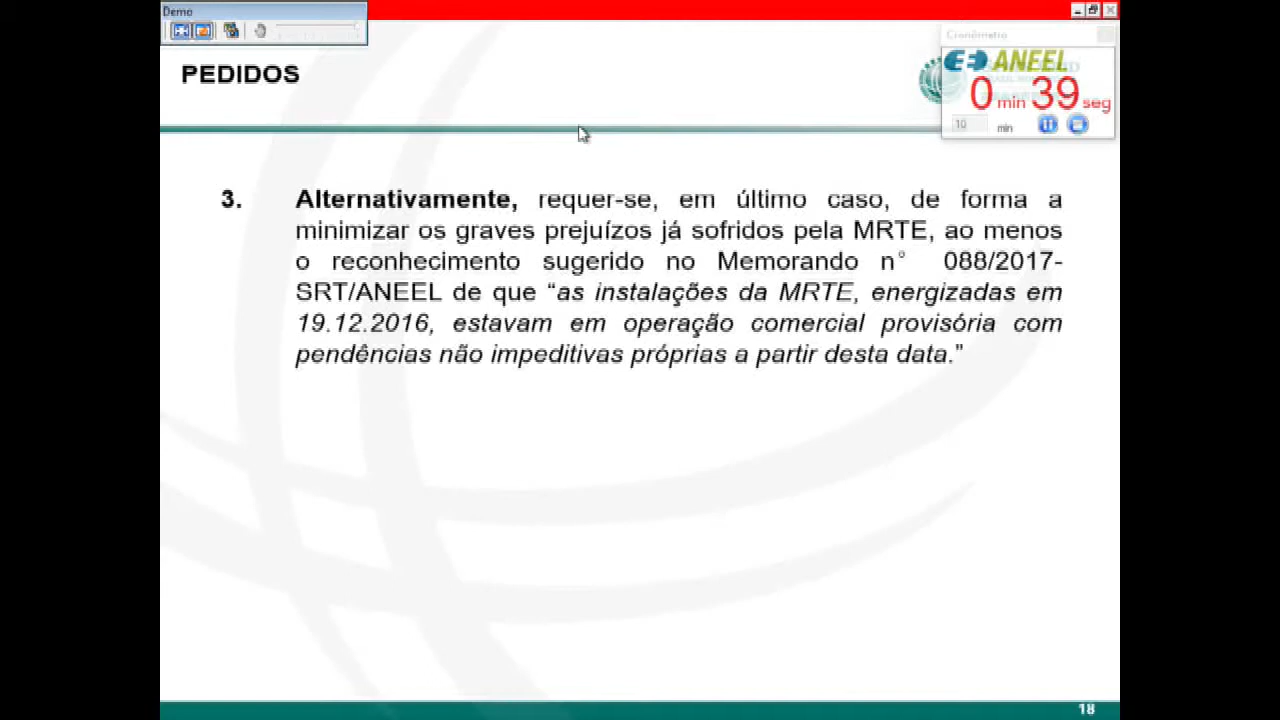 Demo
Cronômetro
ANEEL
0 min 39 seg
10 min
PEDIDOS
3. Alternativamente, requer-se, em último caso, de forma a
minimizar os graves prejuízos já sofridos pela MRTE, ao menos
o reconhecimento sugerido no Memorando n° 088/2017-
SRT/ANEEL de que “as instalações da MRTE, energizadas em
19.12.2016, estavam em operação comercial provisória com
pendências não impeditivas próprias a partir desta data.”
18